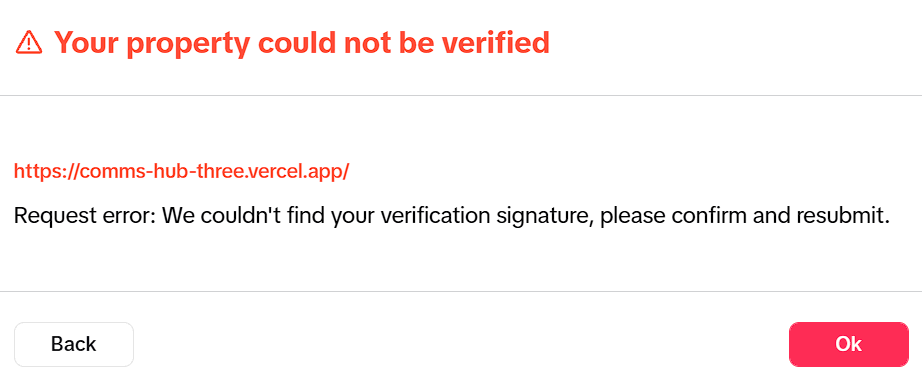 Your property could not be verified
https://comms-hub-three.vercel.app/
Request error: We couldn't find your verification signature, please confirm and resubmit.
Back
Ok